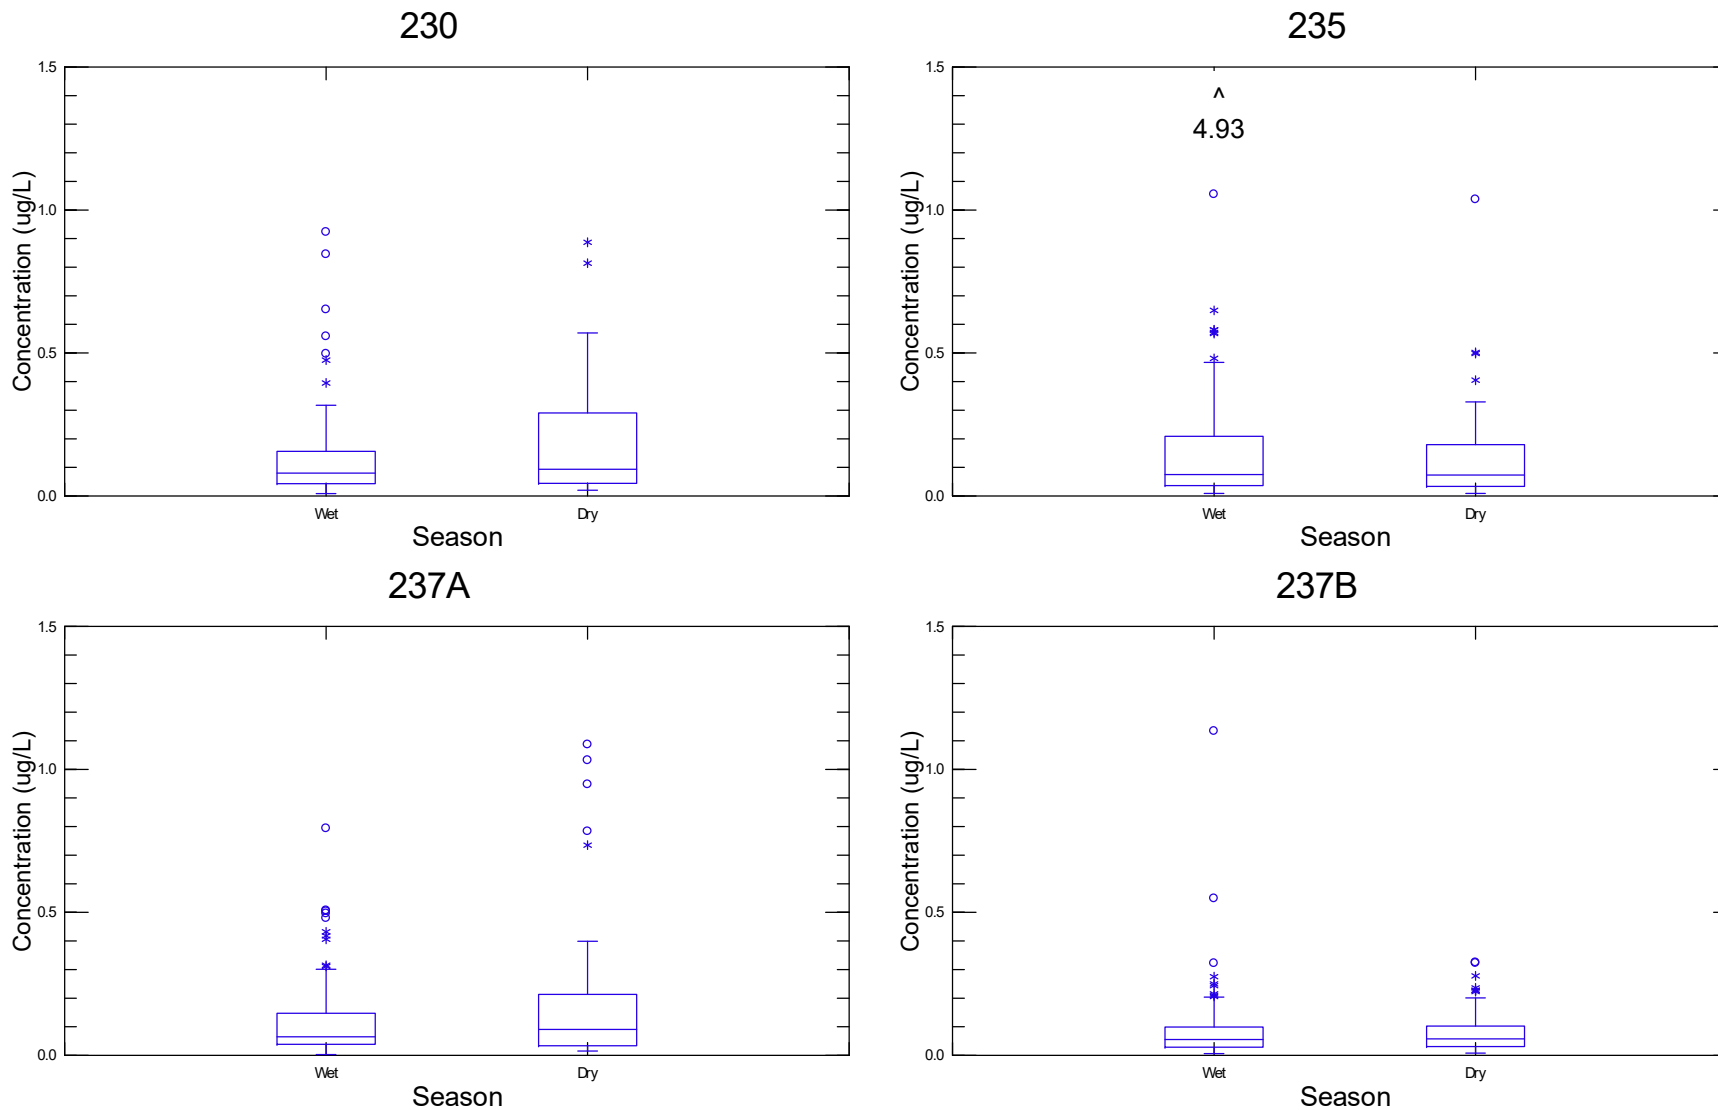 230
1.5
1.0
0.5
0.0
Concentration (ug/L)
Wet
Dry
Season
235
1.5
1.0
0.5
0.0
Concentration (ug/L)
^
4.93
Wet
Dry
Season
237A
1.5
1.0
0.5
0.0
Concentration (ug/L)
Wet
Dry
Season
237B
1.5
1.0
0.5
0.0
Concentration (ug/L)
Wet
Dry
Season